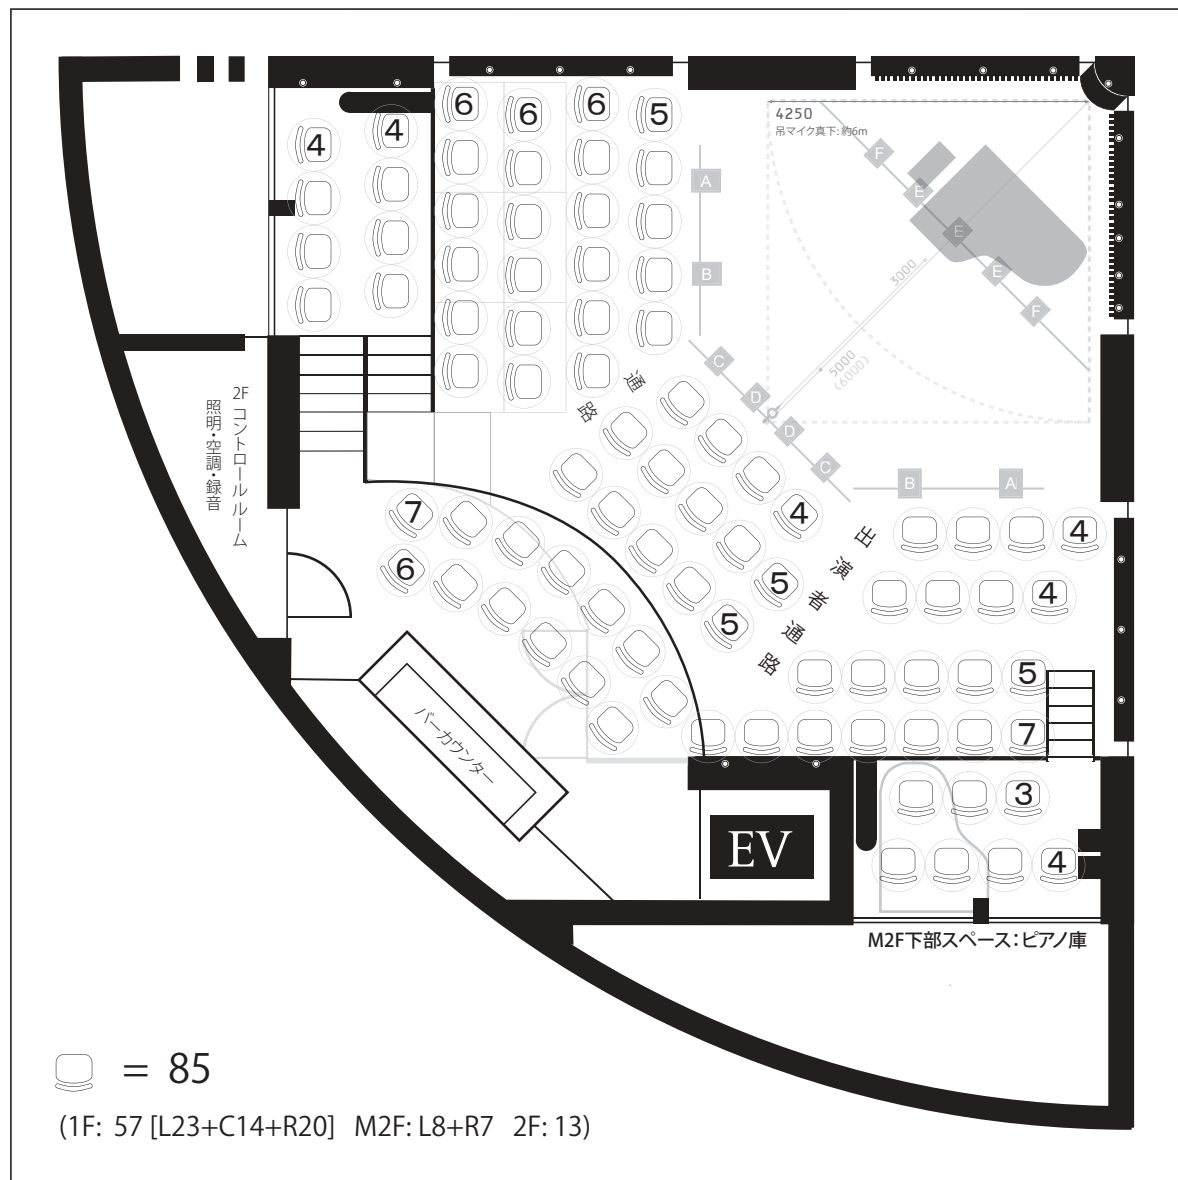 4
4
6
6
6
5
4250
吊マイク真下:約6m
F
E
E
E
F
A
B
3000
5000
(6000)
C
D
D
C
B
A
通路
2F コントロールルーム
照明・空調・録音
7
6
4
5
5
出演者通路
4
4
5
7
3
4
バーカウンター
EV
M2F下部スペース:ピアノ庫
= 85
(1F: 57 [L23+C14+R20] M2F: L8+R7 2F: 13)